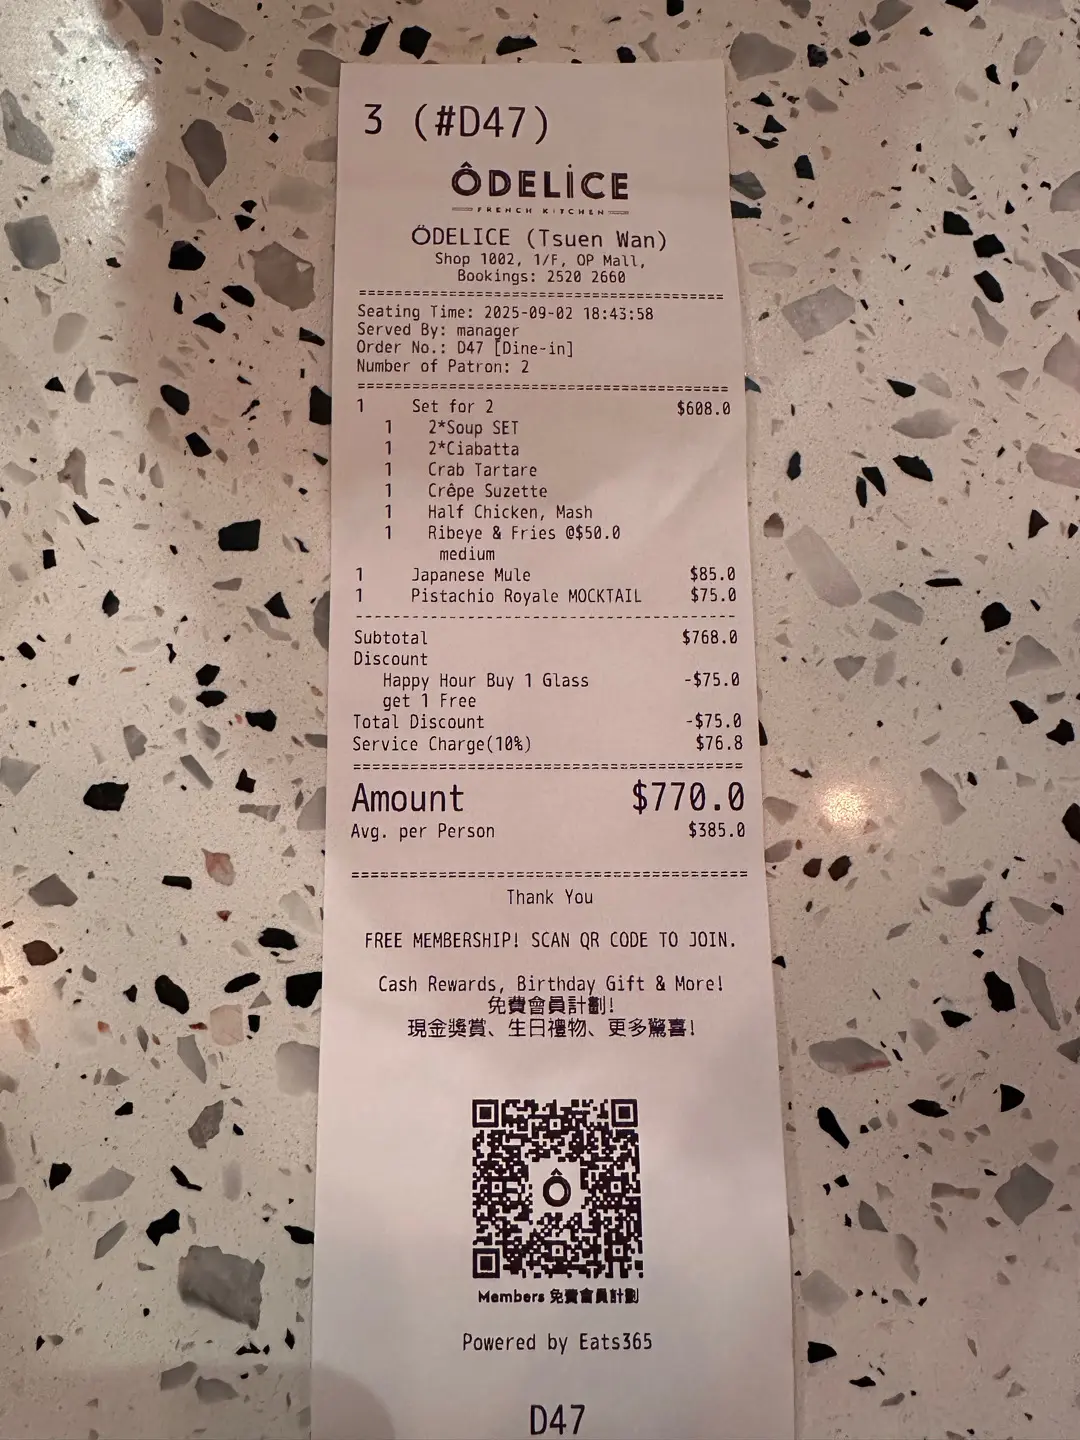 3 (#D47)
ÔDELİCE
FRENCH KITCHEN
ÔDELICE (Tsuen Wan)
Shop 1002, 1/F, OP Mall,
Bookings: 2520 2660
Seating Time: 2025-09-02 18:43:58
Served By: manager
Order No.: D47 [Dine-in]
Number of Patron: 2
1 Set for 2 $608.0
1 2*Soup SET
1 2*Ciabatta
1 Crab Tartare
1 Crêpe Suzette
1 Half Chicken, Mash
1 Ribeye & Fries @$50.0
medium
1 Japanese Mule $85.0
1 Pistachio Royale MOCKTAIL $75.0
Subtotal $768.0
Discount
Happy Hour Buy 1 Glass -$75.0
get 1 Free
Total Discount -$75.0
Service Charge(10%) $76.8
Amount $770.0
Avg. per Person $385.0
Thank You
FREE MEMBERSHIP! SCAN QR CODE TO JOIN.
Cash Rewards, Birthday Gift & More!
免費會員計劃!
現金獎賞、生日禮物、更多驚喜!
Ô
Members 免費會員計劃
Powered by Eats365
D47